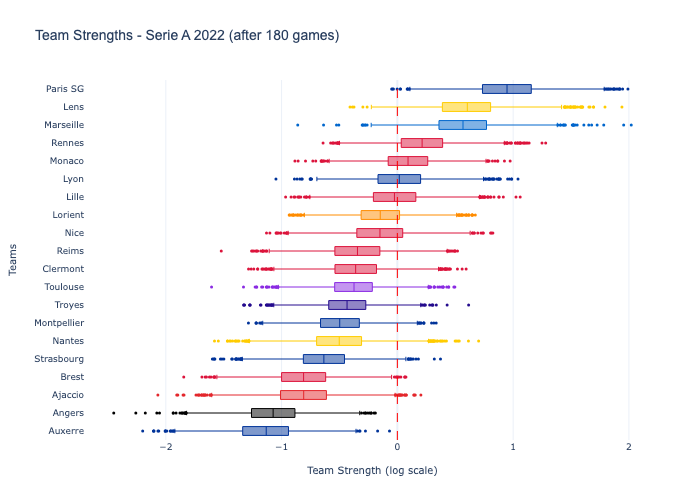 Team Strengths - Serie A 2022 (after 180 games)
Paris SG
Lens
Marseille
Rennes
Monaco
Lyon
Lille
Lorient
Nice
Reims
Clermont
Toulouse
Troyes
Montpellier
Nantes
Strasbourg
Brest
Ajaccio
Angers
Auxerre
Teams
−2 −1 0 1 2
Team Strength (log scale)